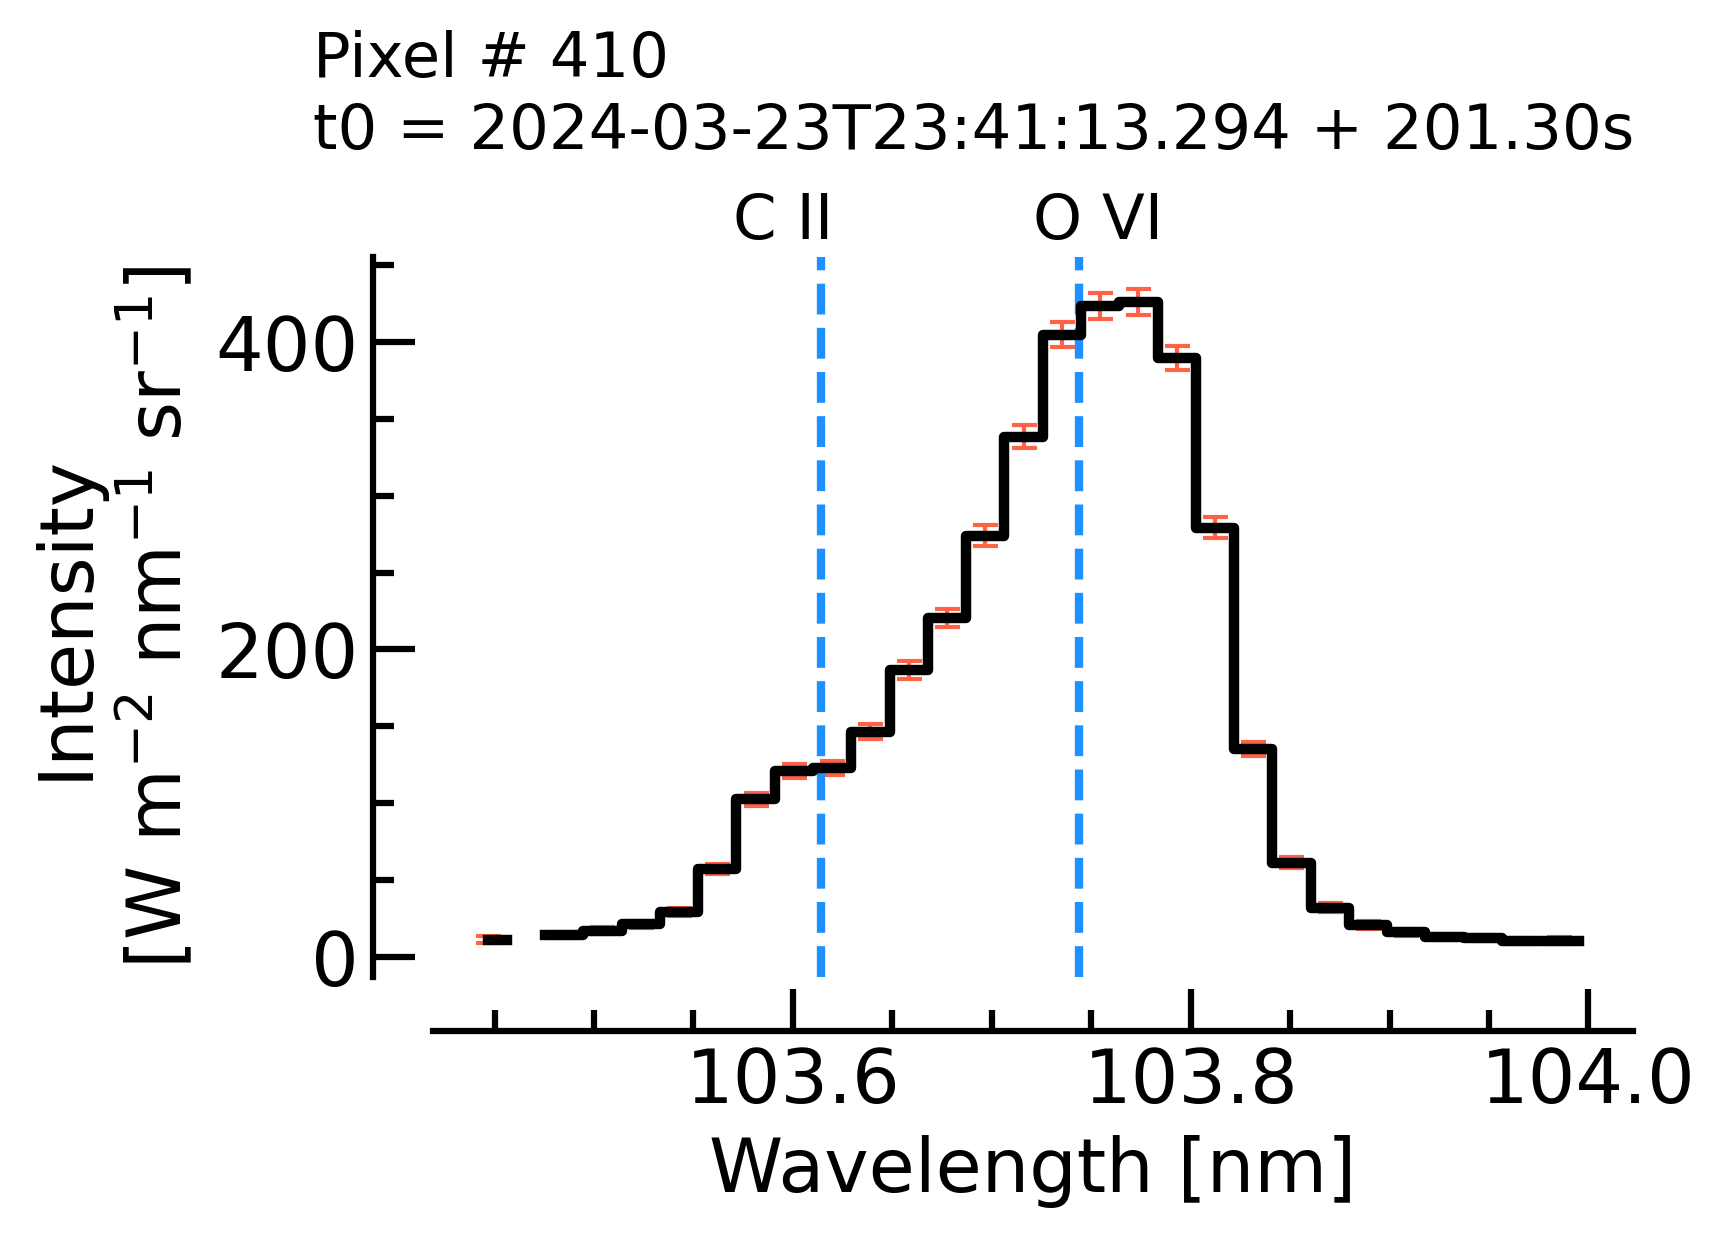 Pixel # 410
t0 = 2024-03-23T23:41:13.294 + 201.30s
C II
O VI
Intensity
[W m⁻² nm⁻¹ sr⁻¹]
400
200
0
103.6
103.8
104.0
Wavelength [nm]